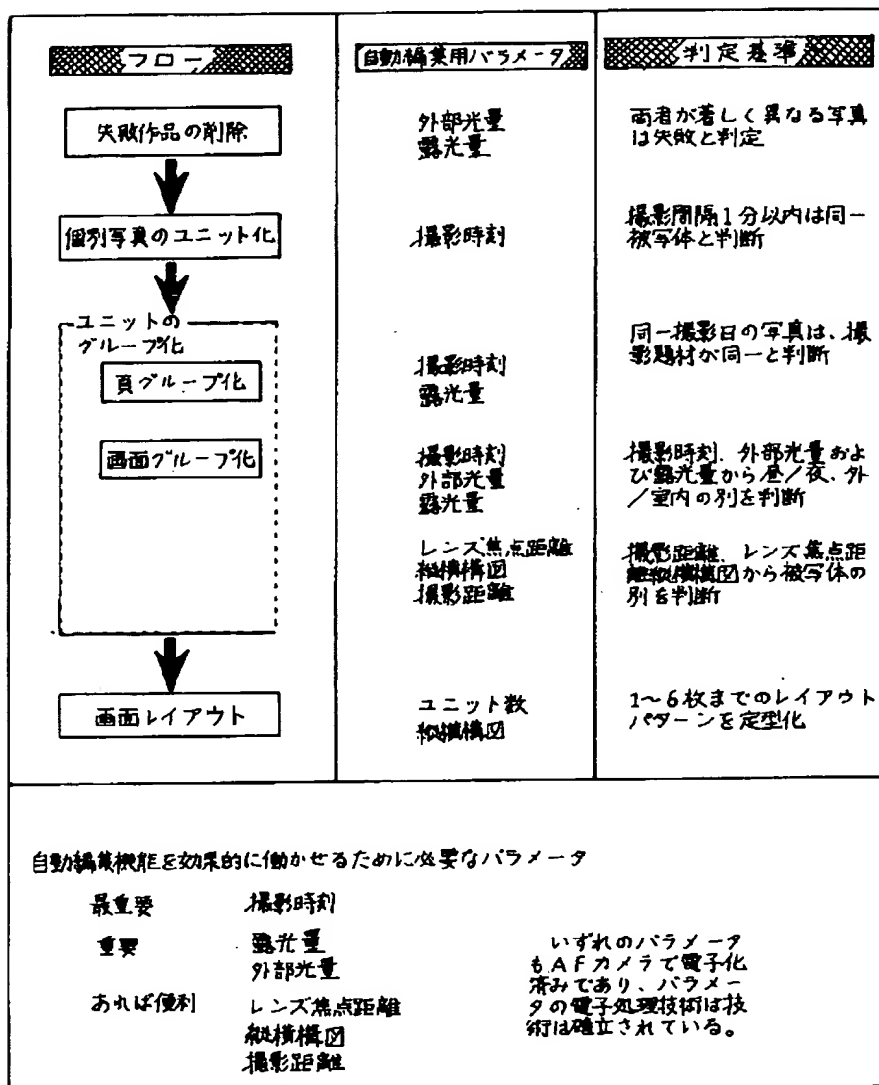 フロー
自動編集用パラメータ
判定基準
失敗作品の削除
外部光量
露光量
両者が著しく異なる写真
は失敗と判定
個別写真のユニット化
撮影時刻
撮影間隔1分以内は同一
被写体と判断
ユニットの
グループ化
頁グループ化
撮影時刻
露光量
同一撮影日の写真は、撮
影題材が同一と判断
画面グループ化
撮影時刻
外部光量
露光量
撮影時刻、外部光量およ
び露光量から昼/夜、外
/室内の別を判断
レンズ焦点距離
縦横構図
撮影距離
撮影距離、レンズ焦点距
離縦横構図から被写体の
別を判断
画面レイアウト
ユニット数
縦横構図
1~6枚までのレイアウト
パターンを定型化
自動編集機能を効果的に働かせるために必要なパラメータ
最重要 撮影時刻
重要 露光量
外部光量
あれば便利 レンズ焦点距離
縦横構図
撮影距離
いずれのパラメータ
もAFカメラで電子化
済みであり、パラメー
タの電子処理技術は技
術は確立されている。